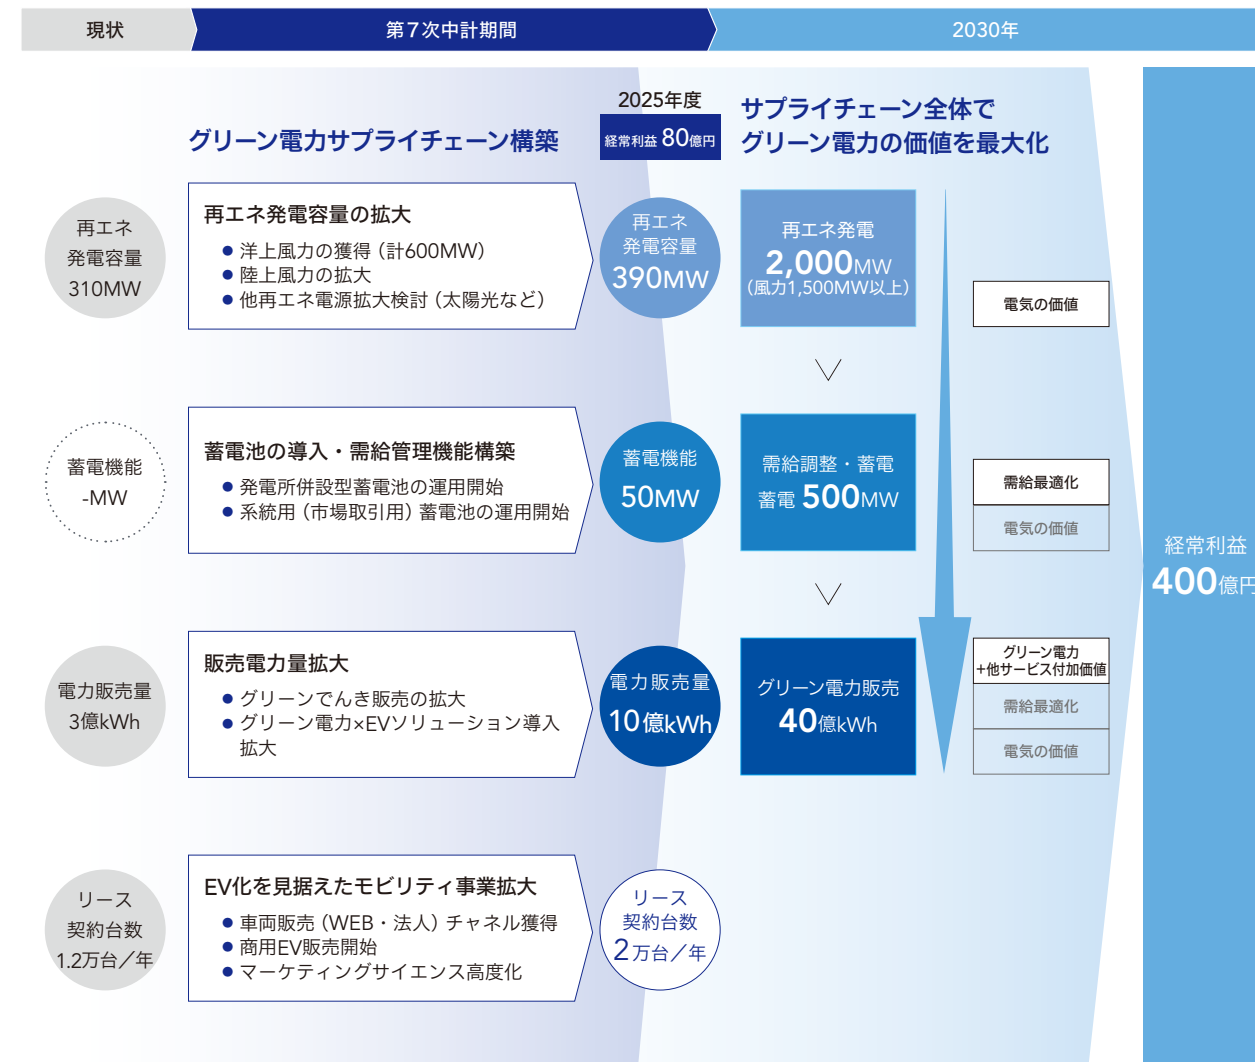 現状
第7次中計期間
2030年
グリーン電力サプライチェーン構築
2025年度
経常利益 80億円
サプライチェーン全体で
グリーン電力の価値を最大化
再エネ
発電容量
310MW
再エネ発電容量の拡大
● 洋上風力の獲得（計600MW）
● 陸上風力の拡大
● 他再エネ電源拡大検討（太陽光など）
再エネ
発電容量
390MW
再エネ発電
2,000MW
（風力1,500MW以上）
電気の価値
蓄電機能
-MW
蓄電池の導入・需給管理機能構築
● 発電所併設型蓄電池の運用開始
● 系統用（市場取引用）蓄電池の運用開始
蓄電機能
50MW
需給調整・蓄電
蓄電 500MW
需給最適化
電気の価値
経常利益
400億円
電力販売量
3億kWh
販売電力量拡大
● グリーンでんき販売の拡大
● グリーン電力×EVソリューション導入
拡大
電力販売量
10億kWh
グリーン電力販売
40億kWh
グリーン電力
+他サービス付加価値
需給最適化
電気の価値
リース
契約台数
1.2万台／年
EV化を見据えたモビリティ事業拡大
● 車両販売（WEB・法人）チャネル獲得
● 商用EV販売開始
● マーケティングサイエンス高度化
リース
契約台数
2万台／年